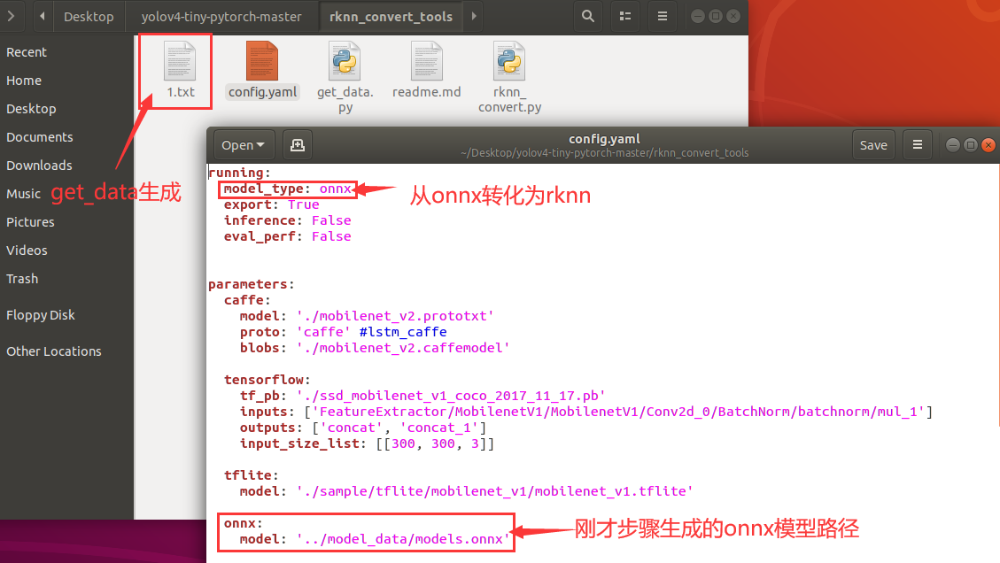 Desktop
yolov4-tiny-pytorch-master
rknn_convert_tools
Recent
Home
Desktop
Documents
Downloads
Music
Pictures
Videos
Trash
Floppy Disk
Other Locations
1.txt
config.yaml
get_data.
py
readme.md
rknn_
convert.py
get_data生成
Open
config.yaml
~/Desktop/yolov4-tiny-pytorch-master/rknn_convert_tools
Save
running:
model_type: onnx
从onnx转化为rknn
export: True
inference: False
eval_perf: False
parameters:
caffe:
model: './mobilenet_v2.prototxt'
proto: 'caffe' #lstm_caffe
blobs: './mobilenet_v2.caffemodel'
tensorflow:
tf_pb: './ssd_mobilenet_v1_coco_2017_11_17.pb'
inputs: ['FeatureExtractor/MobilenetV1/MobilenetV1/Conv2d_0/BatchNorm/batchnorm/mul_1']
outputs: ['concat', 'concat_1']
input_size_list: [[300, 300, 3]]
tflite:
model: './sample/tflite/mobilenet_v1/mobilenet_v1.tflite'
onnx:
model: '../model_data/models.onnx'
刚才步骤生成的onnx模型路径